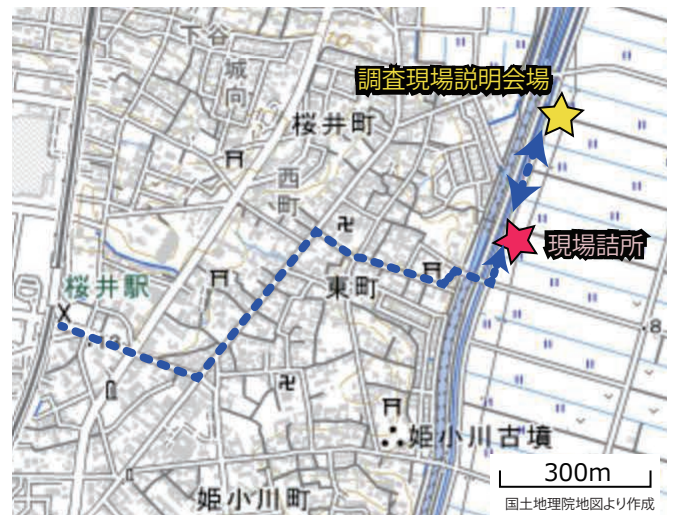 下谷
城向
調査現場説明会場
桜井町
西町
現場詰所
桜井駅
東町
8
姫小川古墳
300m
姫小川町
国土地理院地図より作成